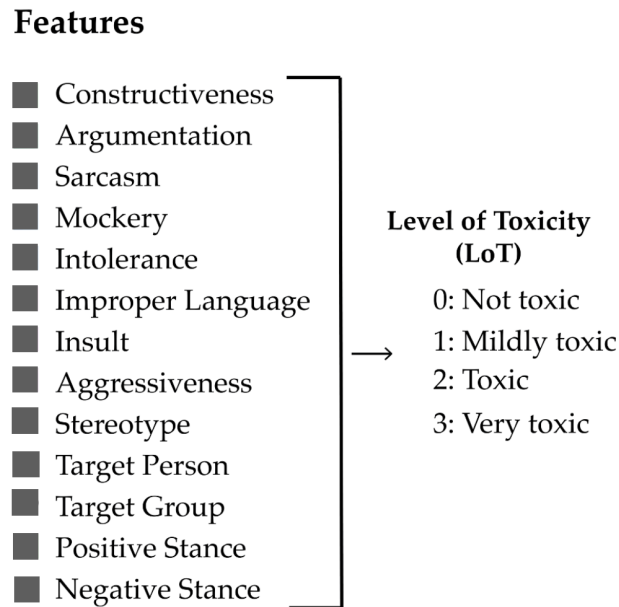 Features
Constructiveness
Argumentation
Sarcasm
Mockery
Intolerance
Improper Language
Insult
Aggressiveness
Stereotype
Target Person
Target Group
Positive Stance
Negative Stance
Level of Toxicity
(LoT)
0: Not toxic
1: Mildly toxic
2: Toxic
3: Very toxic